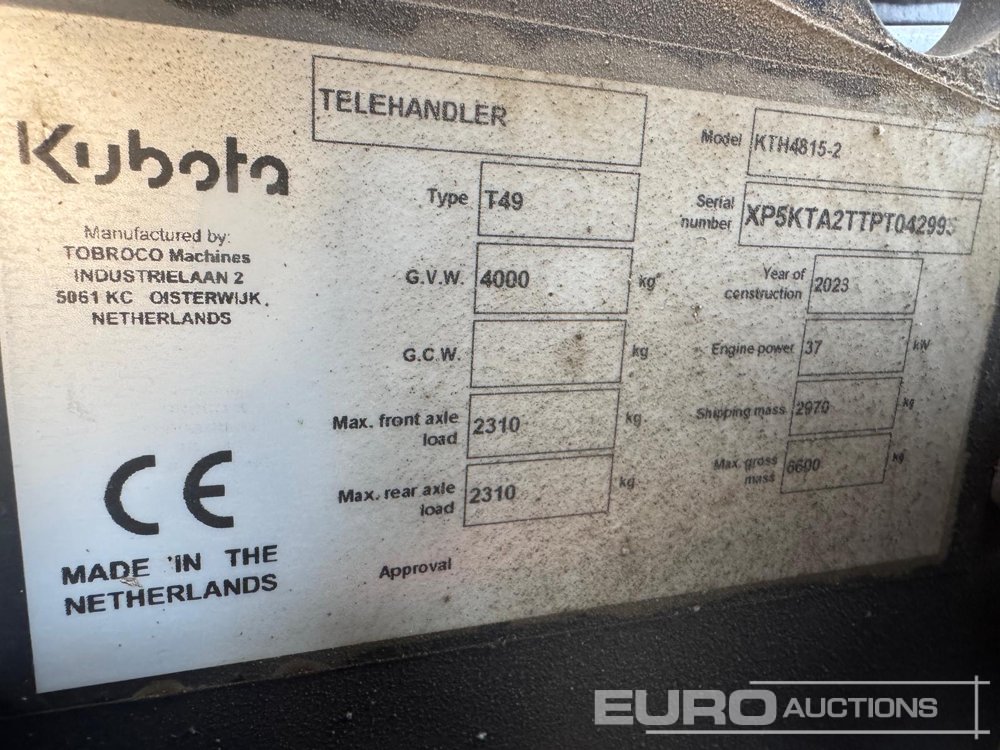 Kubota
Manufactured by:
TOBROCO Machines
INDUSTRIELAAN 2
5061 KC OISTERWIJK,
NETHERLANDS
CE
MADE IN THE
NETHERLANDS
TELEHANDLER
Type T49
G.V.W. 4000 kg
G.C.W. kg
Max. front axle
load 2310 kg
Max. rear axle
load 2310 kg
Approval
Model KTH4815-2
Serial
number XP5KTA2TTPT042995
Year of
construction 2023
Engine power 37 kW
Shipping mass 2970 kg
Max. gross
mass 6600 kg
EURO AUCTIONS